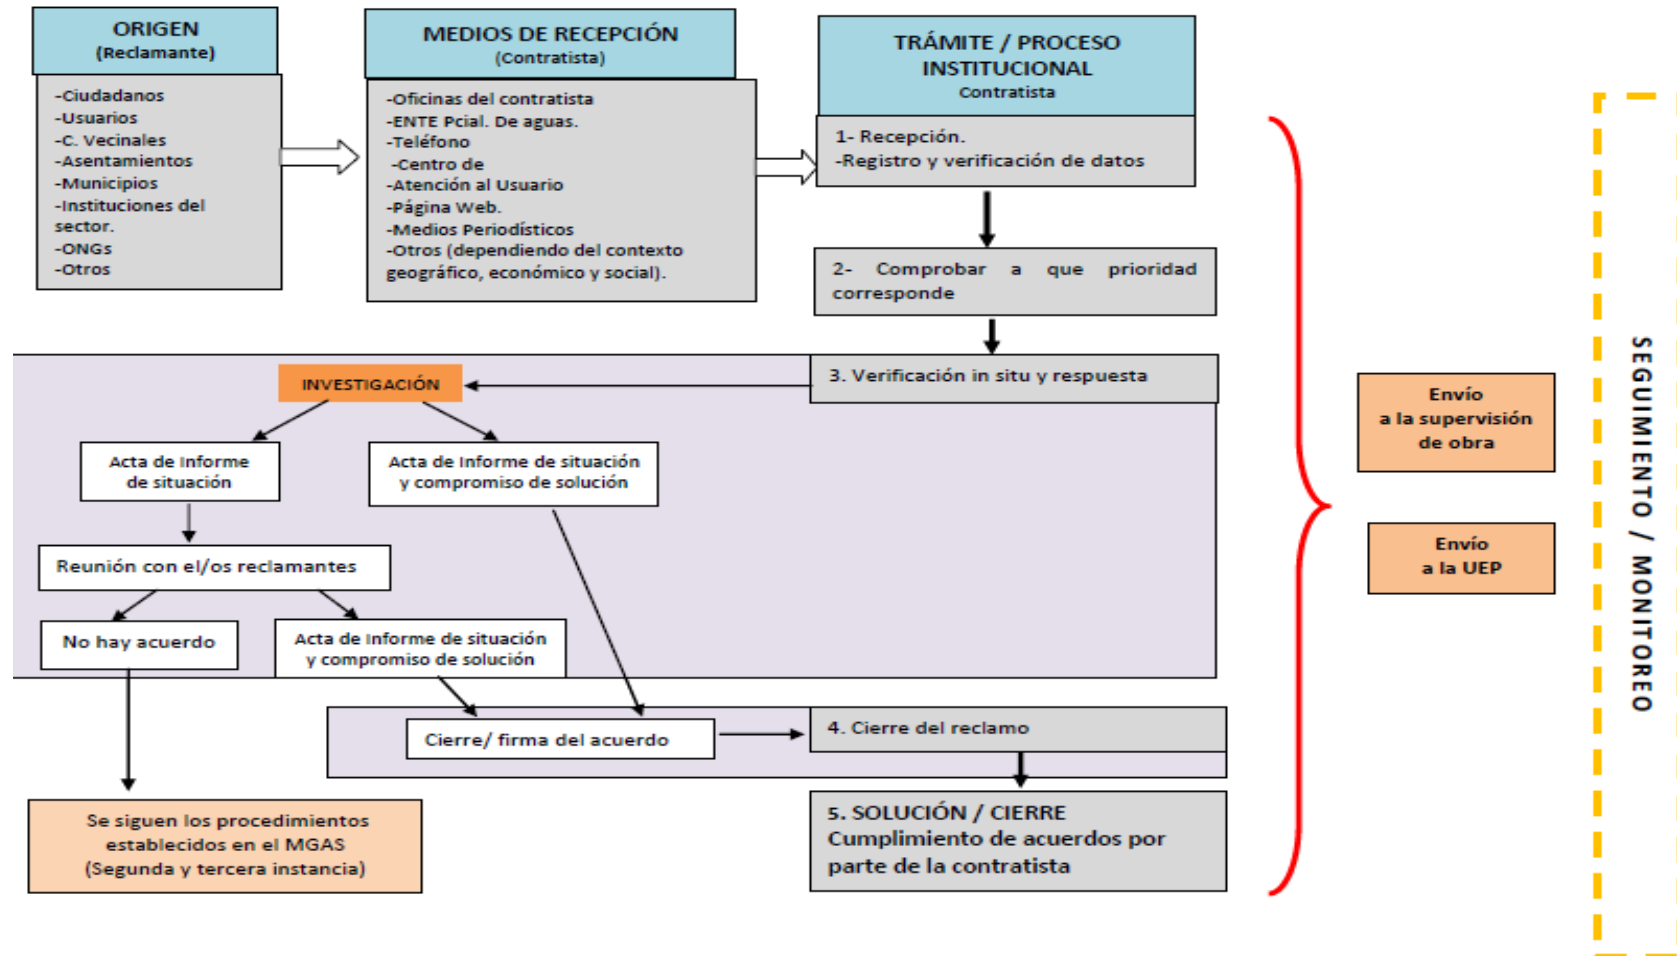 ORIGEN
(Reclamante)
-Ciudadanos
-Usuarios
-C. Vecinales
-Asentamientos
-Municipios
-Instituciones del
sector.
-ONGs
-Otros
MEDIOS DE RECEPCIÓN
(Contratista)
-Oficinas del contratista
-ENTE Pcial. De aguas.
-Teléfono
-Centro de
-Atención al Usuario
-Página Web.
-Medios Periodísticos
-Otros (dependiendo del contexto
geográfico, económico y social).
TRÁMITE / PROCESO
INSTITUCIONAL
Contratista
1- Recepción.
-Registro y verificación de datos
2- Comprobar a que prioridad
corresponde
3. Verificación in situ y respuesta
INVESTIGACIÓN
Acta de Informe
de situación
Acta de Informe de situación
y compromiso de solución
Reunión con el/os reclamantes
No hay acuerdo
Acta de Informe de situación
y compromiso de solución
Cierre/ firma del acuerdo
4. Cierre del reclamo
Se siguen los procedimientos
establecidos en el MGAS
(Segunda y tercera instancia)
5. SOLUCIÓN / CIERRE
Cumplimiento de acuerdos por
parte de la contratista
Envío
a la supervisión
de obra
Envío
a la UEP
SEGUIMIENTO / MONITOREO